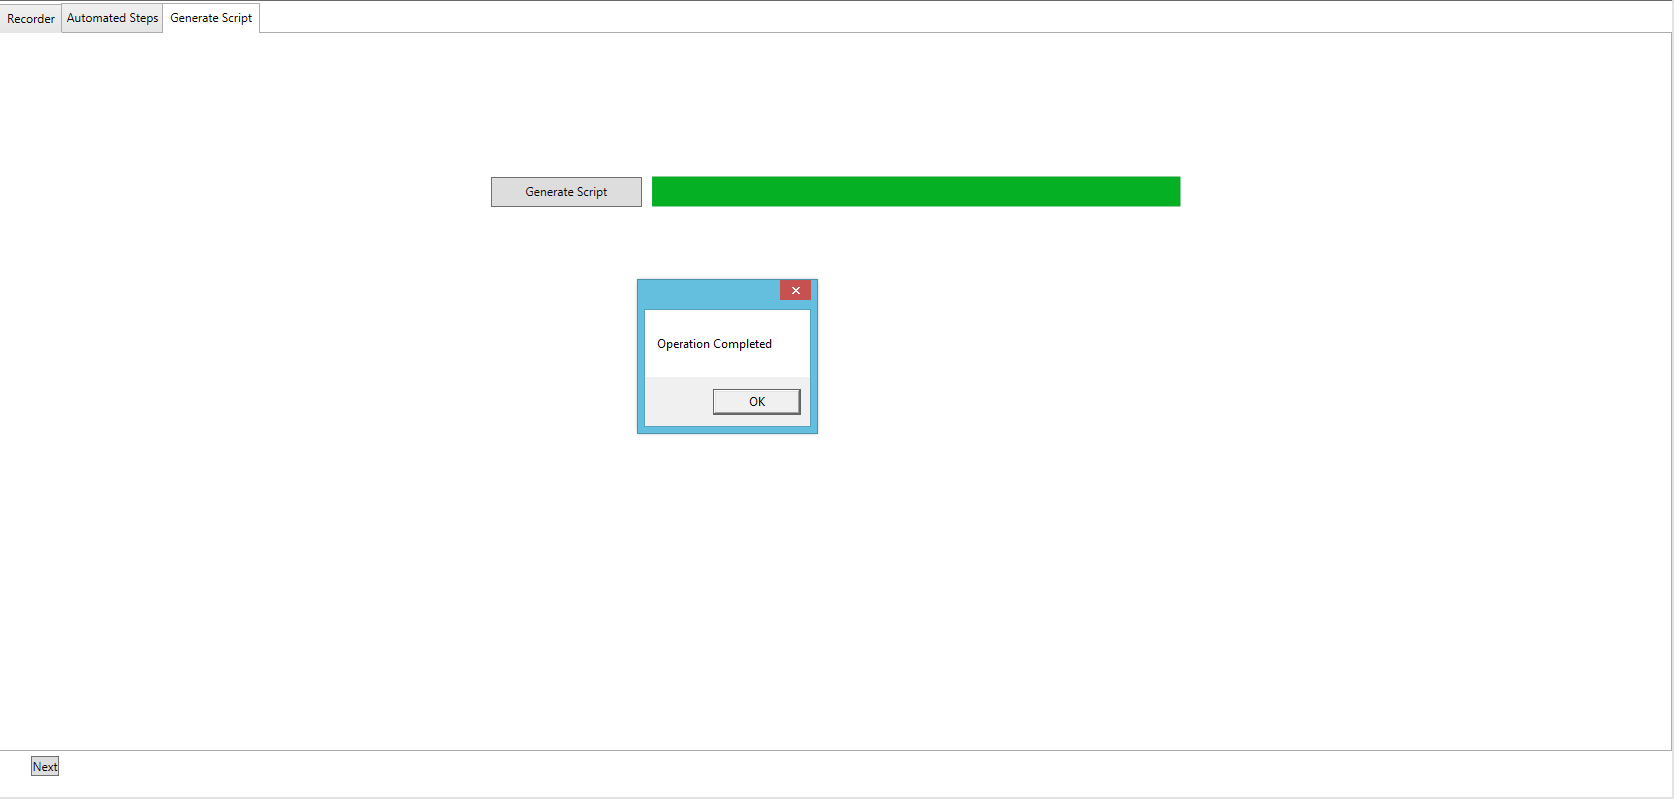 Recorder Automated Steps Generate Script
Generate Script
Operation Completed
OK
Next